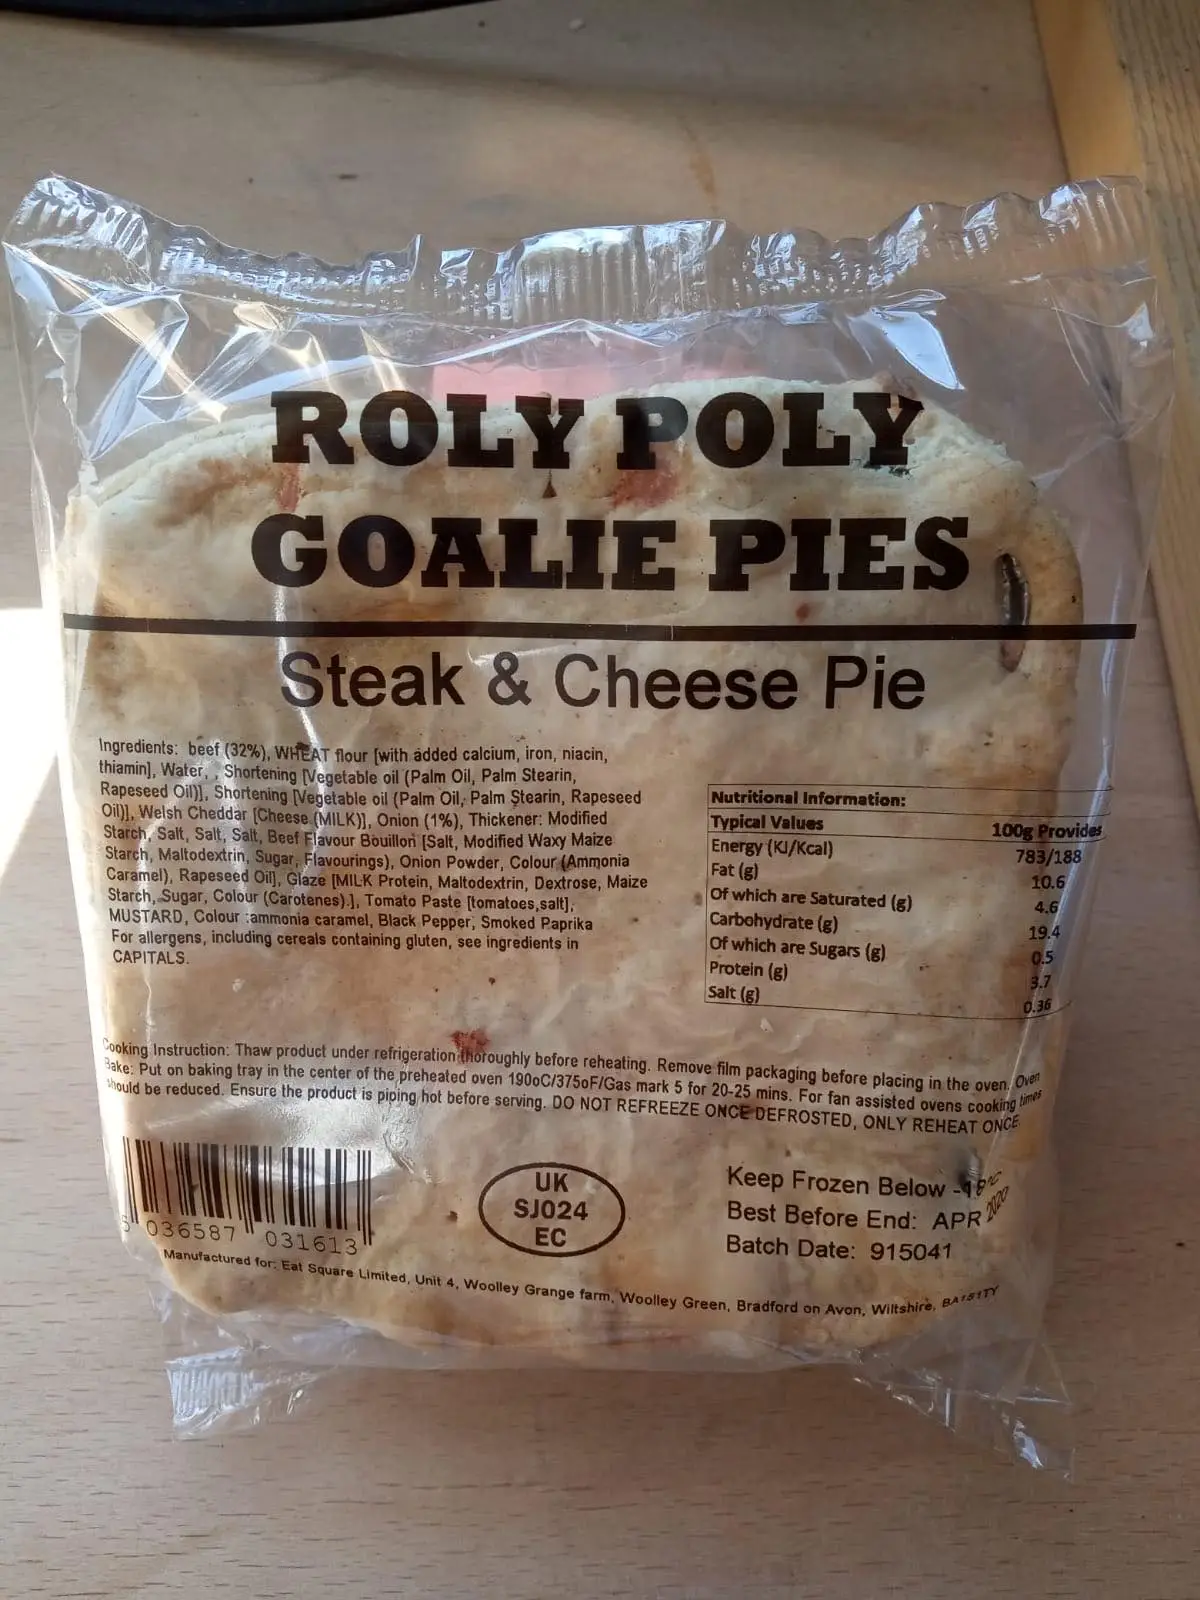 ROLY POLY
GOALIE PIES
Steak & Cheese Pie
Ingredients: beef (32%), WHEAT flour [with added calcium, iron, niacin,
thiamin], Water, , Shortening [Vegetable oil (Palm Oil, Palm Stearin,
Rapeseed Oil)], Shortening [Vegetable oil (Palm Oil, Palm Stearin, Rapeseed
Oil)], Welsh Cheddar [Cheese (MILK)], Onion (1%), Thickener: Modified
Starch, Salt, Salt, Salt, Beef Flavour Bouillon [Salt, Modified Waxy Maize
Starch, Maltodextrin, Sugar, Flavourings), Onion Powder, Colour (Ammonia
Caramel), Rapeseed Oil], Glaze [MILK Protein, Maltodextrin, Dextrose, Maize
Starch, Sugar, Colour (Carotenes).], Tomato Paste [tomatoes,salt],
MUSTARD, Colour :ammonia caramel, Black Pepper, Smoked Paprika
For allergens, including cereals containing gluten, see ingredients in
CAPITALS.
Nutritional Information:
Typical Values 100g Provides
Energy (KJ/Kcal) 783/188
Fat (g) 10.6
Of which are Saturated (g) 4.6
Carbohydrate (g) 19.4
Of which are Sugars (g) 0.5
Protein (g) 3.7
Salt (g) 0.36
Cooking Instruction: Thaw product under refrigeration thoroughly before reheating. Remove film packaging before placing in the oven. Oven
Bake: Put on baking tray in the center of the preheated oven 190oC/375oF/Gas mark 5 for 20-25 mins. For fan assisted ovens cooking times
should be reduced. Ensure the product is piping hot before serving. DO NOT REFREEZE ONCE DEFROSTED, ONLY REHEAT ONCE
5 036587 031613
UK
SJ024
EC
Keep Frozen Below -18°C
Best Before End: APR 2020
Batch Date: 915041
Manufactured for: Eat Square Limited, Unit 4, Woolley Grange farm, Woolley Green, Bradford on Avon, Wiltshire, BA151TY